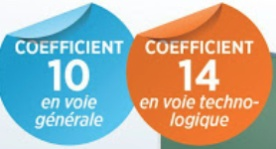 COEFFICIENT
10
en voie
générale
COEFFICIENT
14
en voie techno-
logique